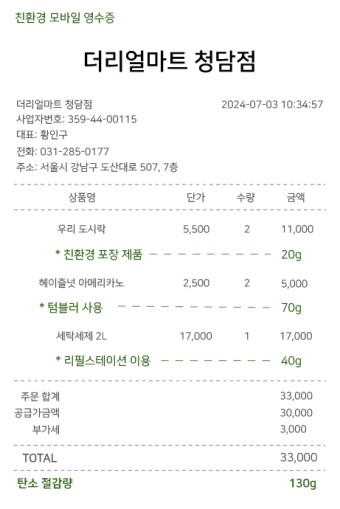 친환경 모바일 영수증
더리얼마트 청담점
더리얼마트 청담점 2024-07-03 10:34:57
사업자번호: 359-44-00115
대표: 황인구
전화: 031-285-0177
주소: 서울시 강남구 도산대로 507, 7층
상품명 단가 수량 금액
우리 도시락 5,500 2 11,000
* 친환경 포장 제품 20g
헤이즐넛 아메리카노 2,500 2 5,000
* 텀블러 사용 70g
세탁세제 2L 17,000 1 17,000
* 리필스테이션 이용 40g
주문 합계 33,000
공급가금액 30,000
부가세 3,000
TOTAL 33,000
탄소 절감량 130g